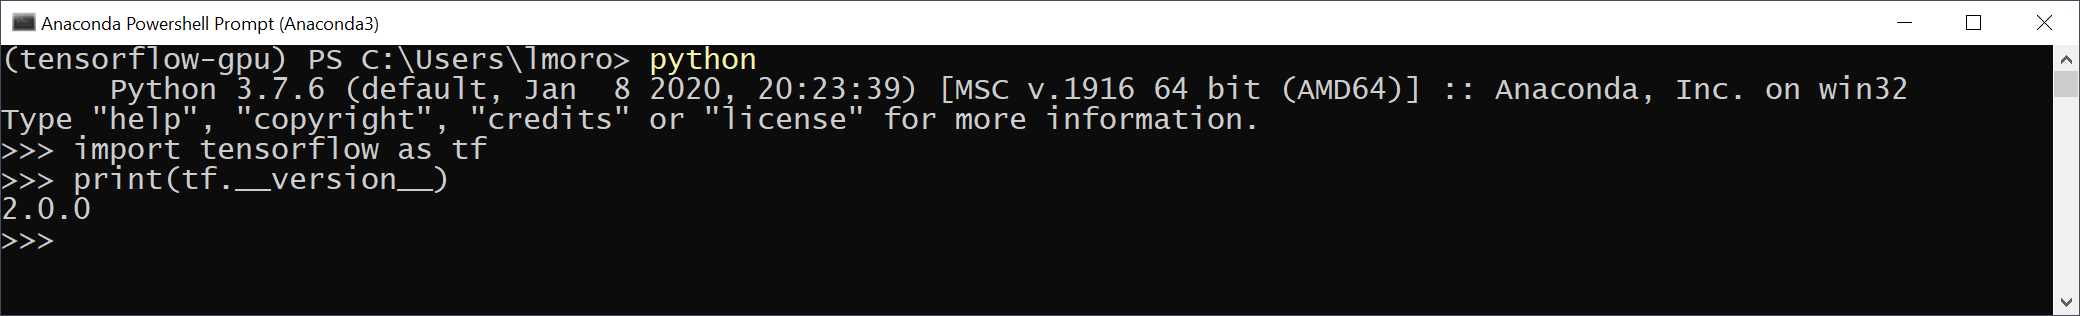 Anaconda Powershell Prompt (Anaconda3)
(tensorflow-gpu) PS C:\Users\lmoro> python
Python 3.7.6 (default, Jan  8 2020, 20:23:39) [MSC v.1916 64 bit (AMD64)] :: Anaconda, Inc. on win32
Type "help", "copyright", "credits" or "license" for more information.
>>> import tensorflow as tf
>>> print(tf.__version__)
2.0.0
>>>